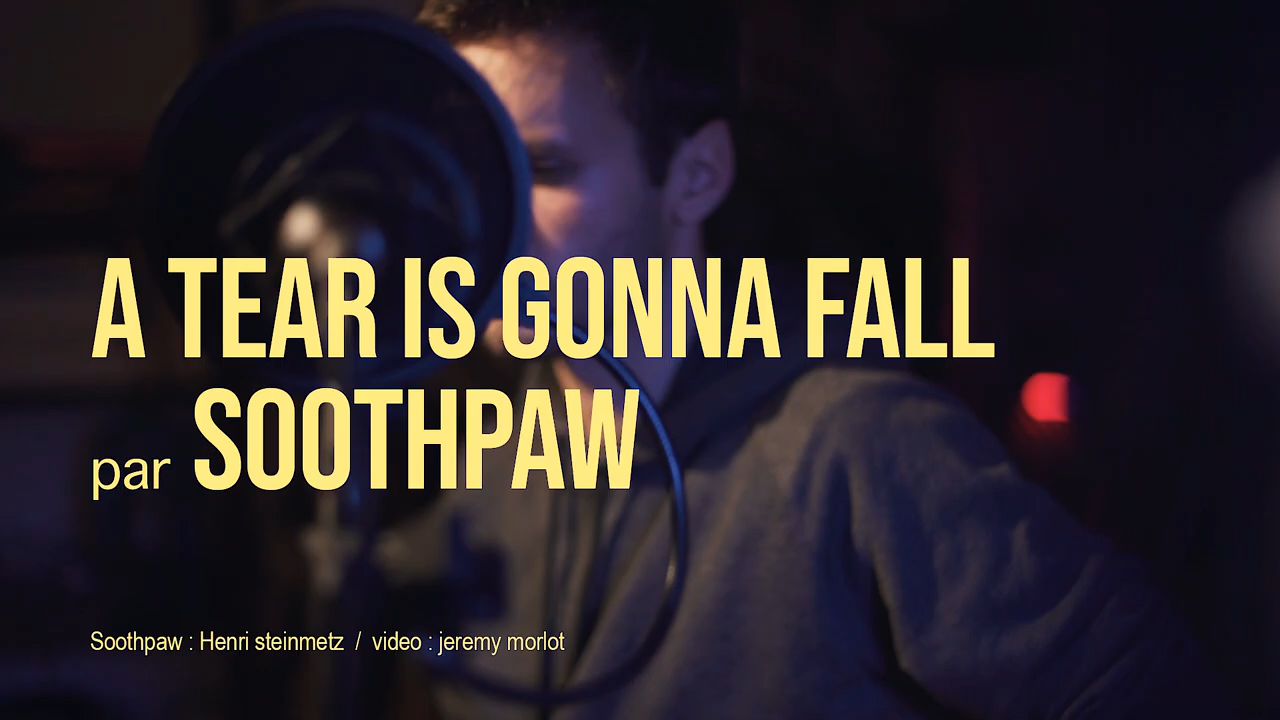 A TEAR IS GONNA FALL
par SOOTHPAW
Soothpaw : Henri steinmetz / video : jeremy morlot